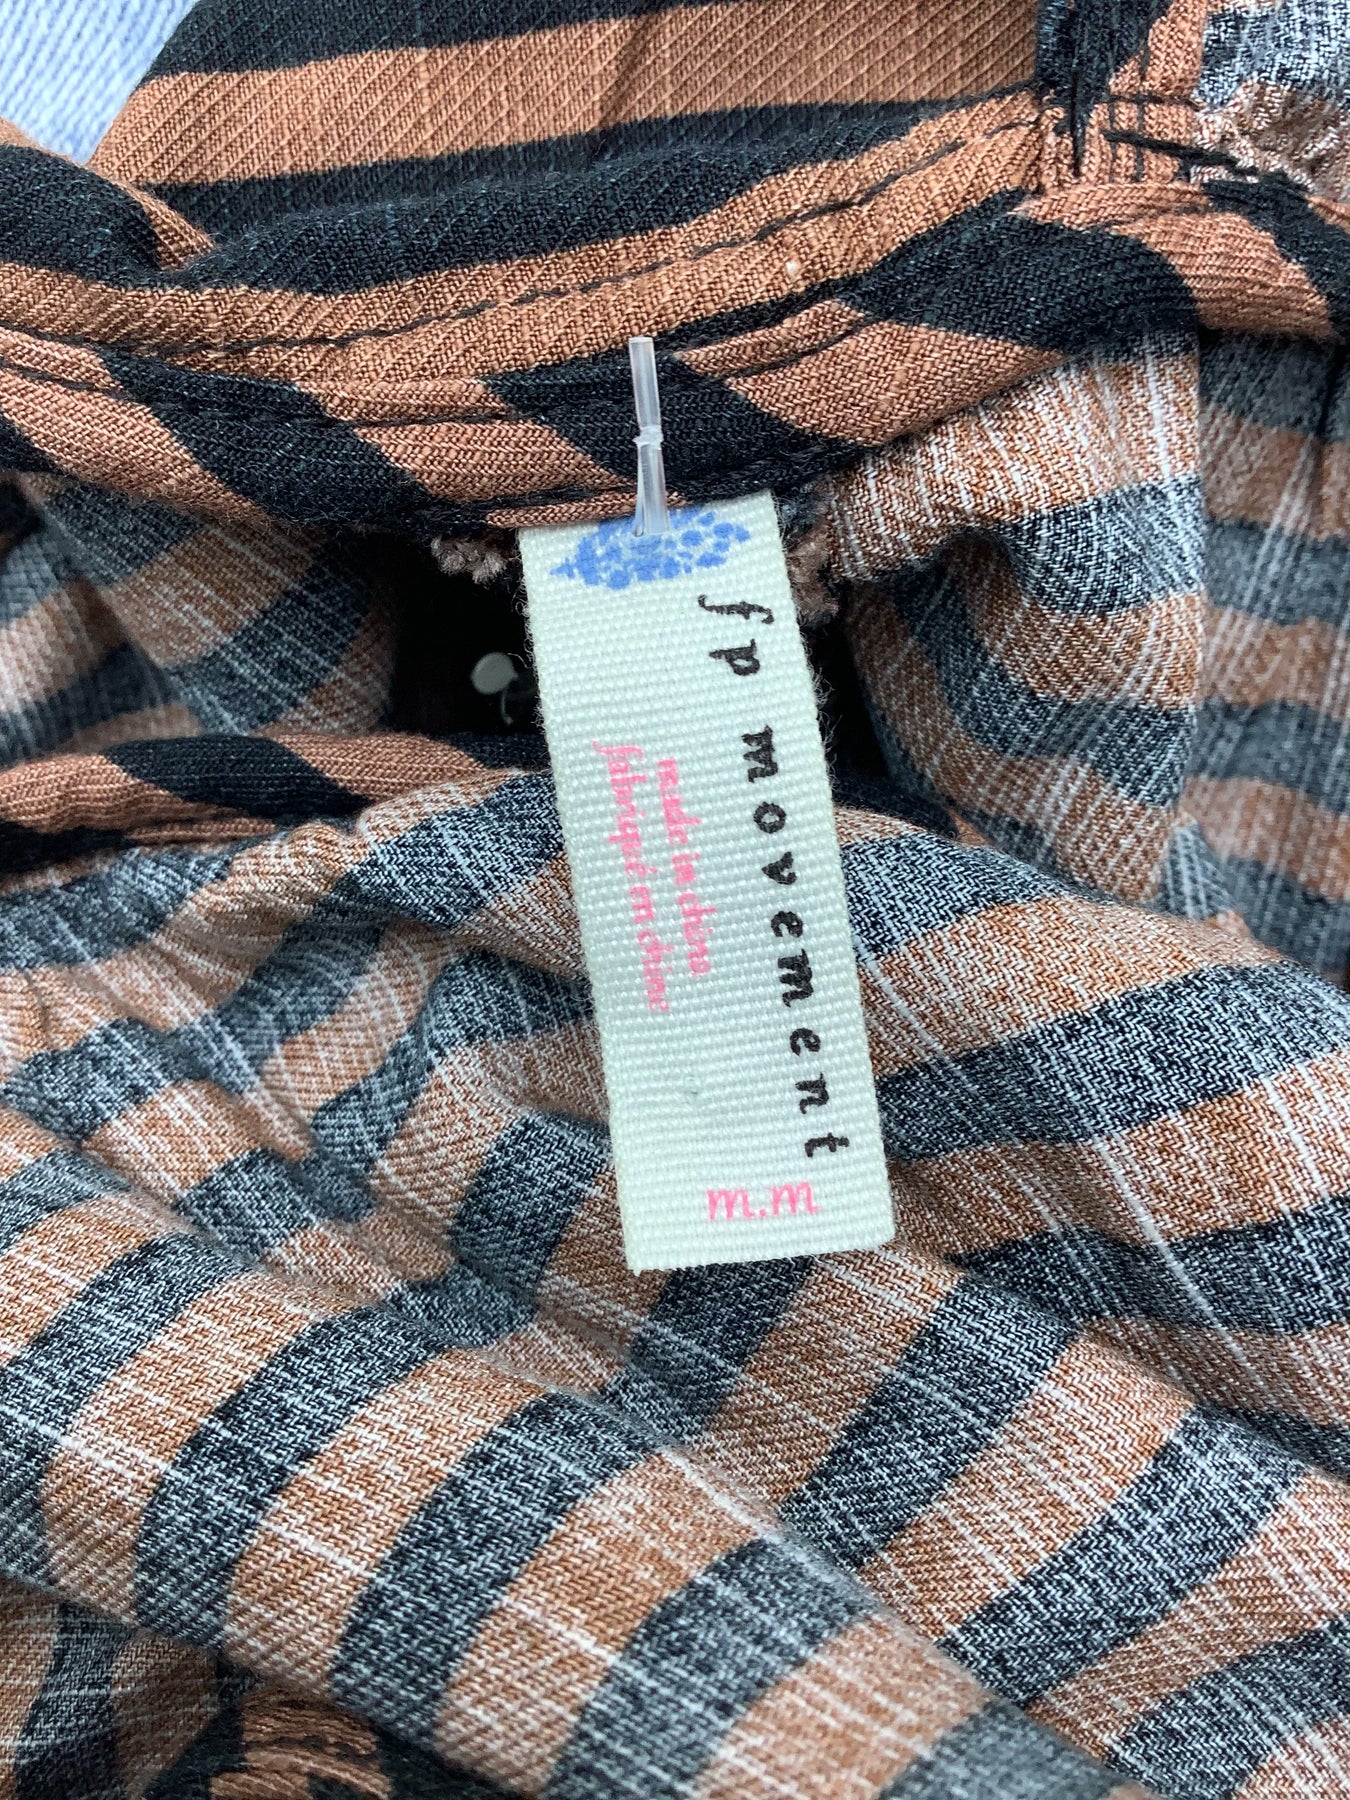 fp movement
made in china
fabriqué en chine
m.m